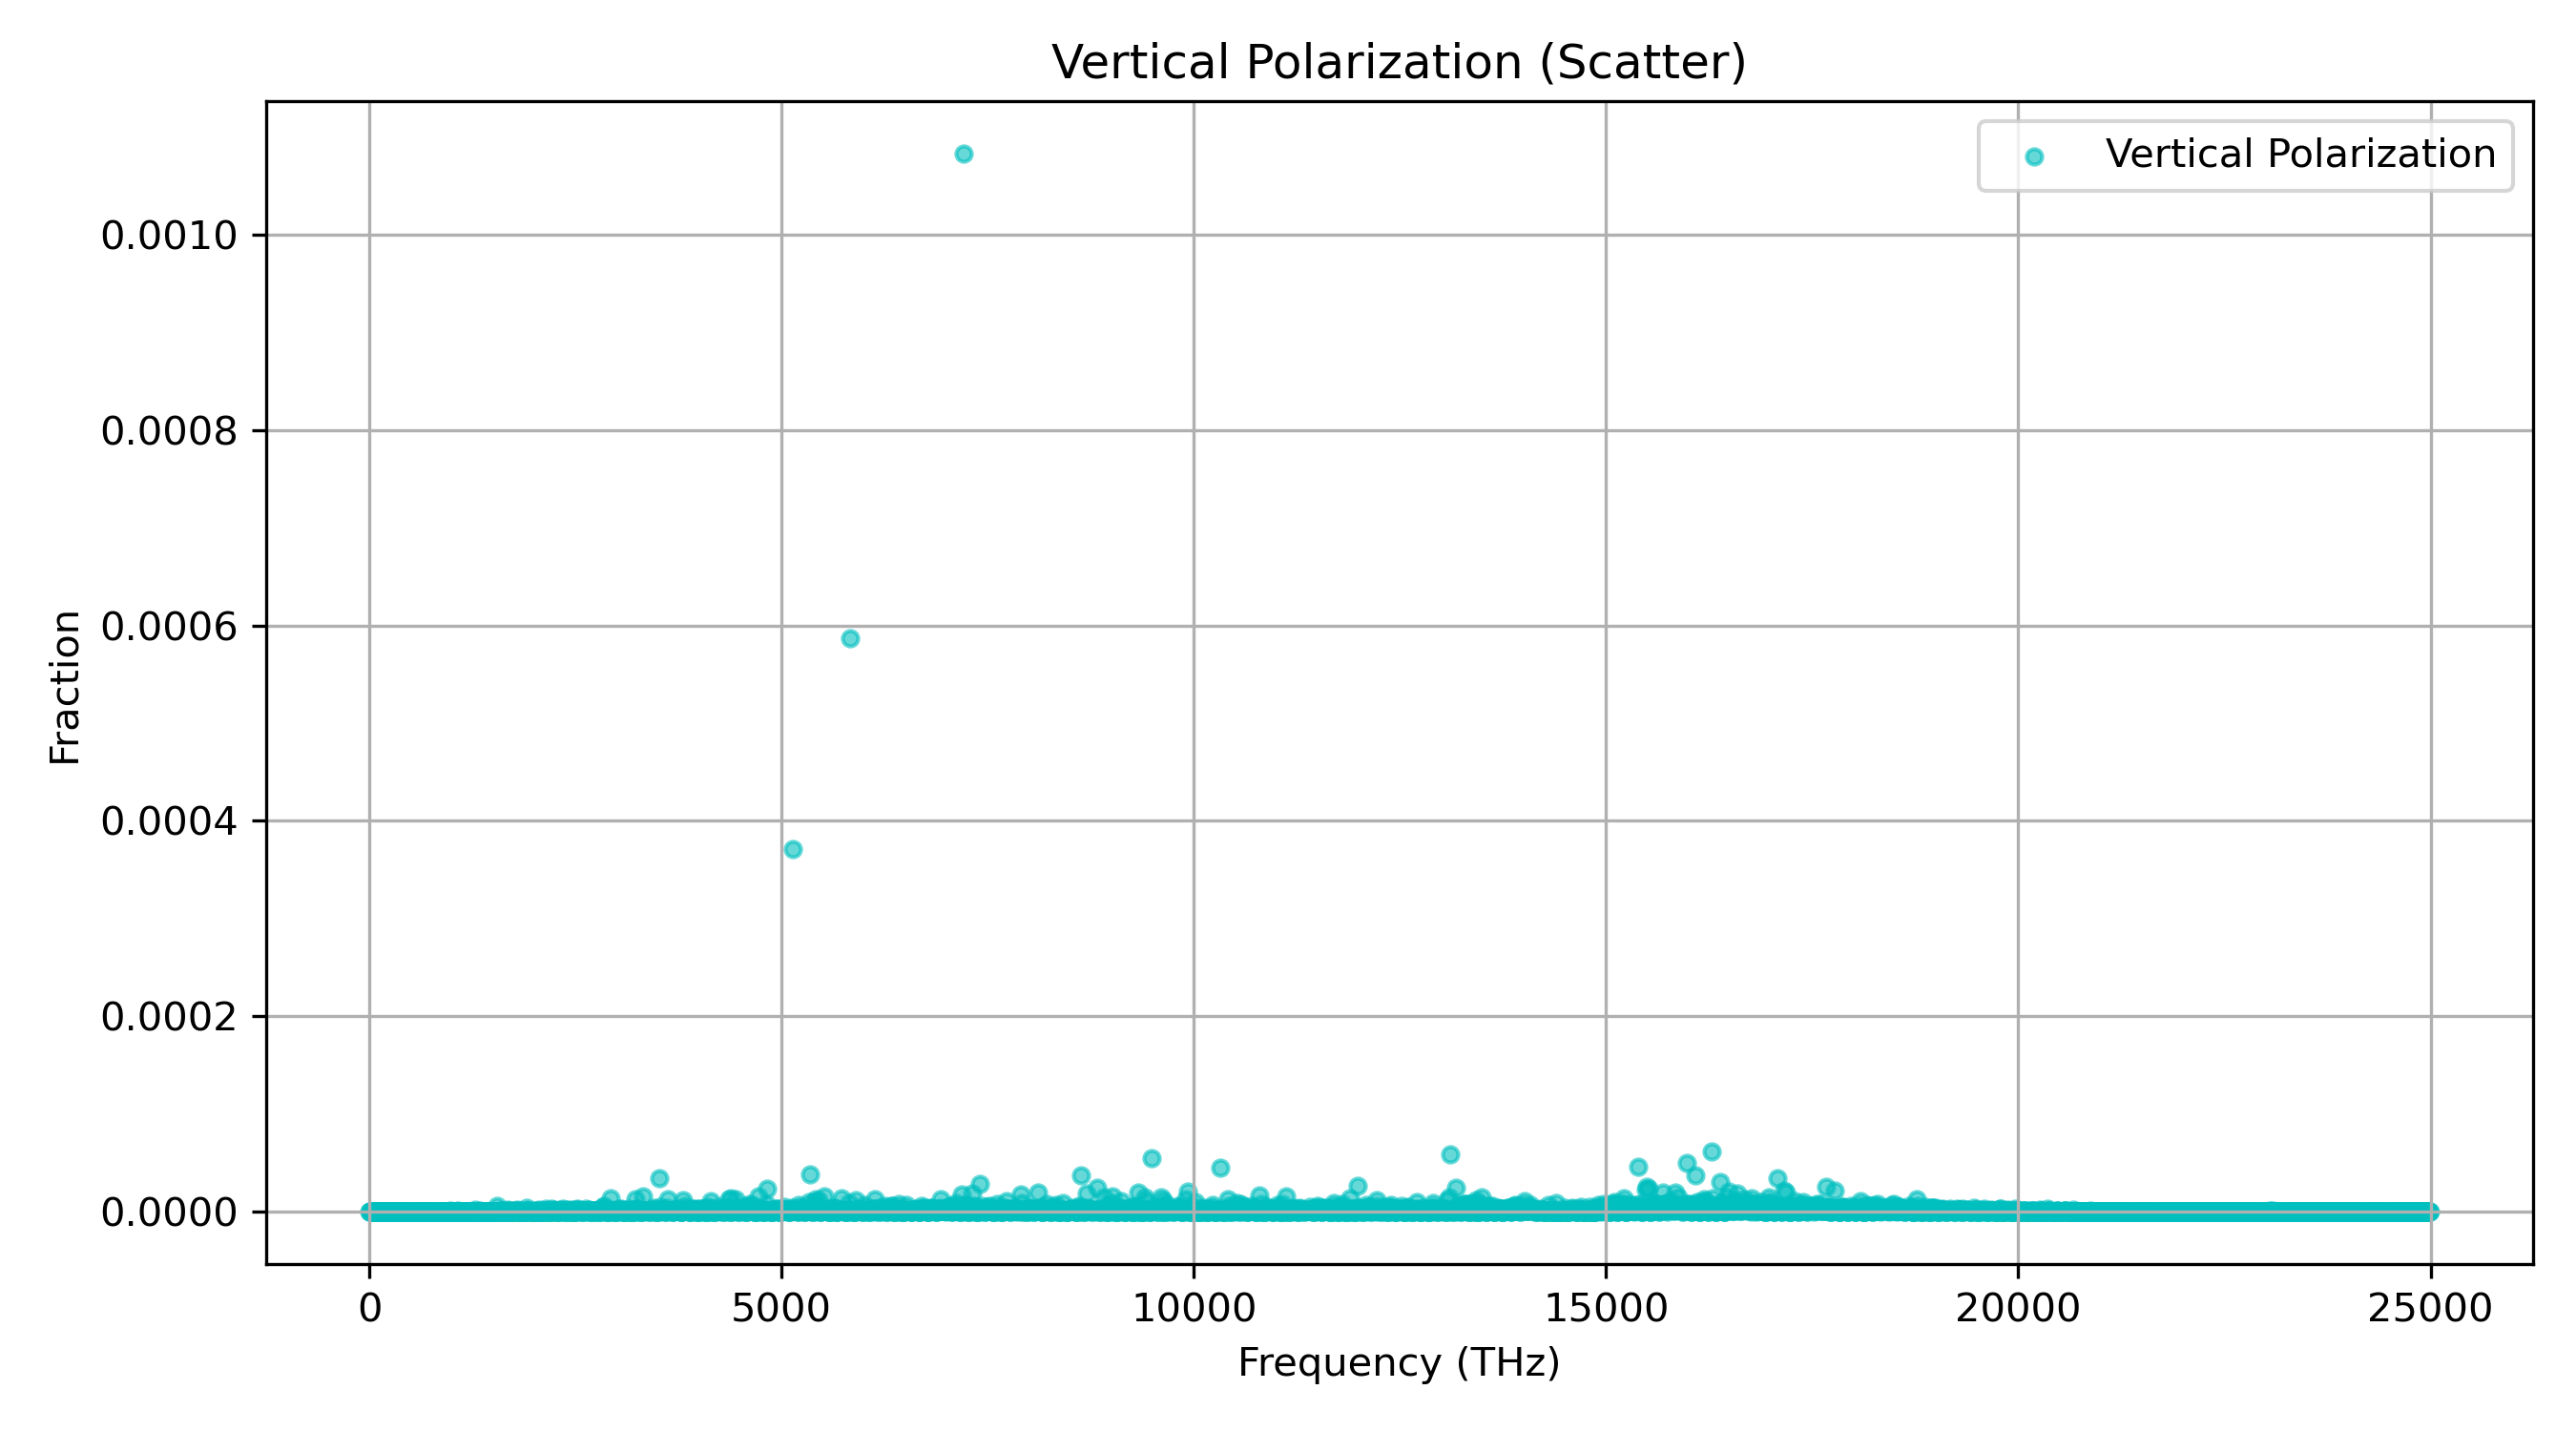 Vertical Polarization (Scatter)
Vertical Polarization
0.0010
0.0008
0.0006
0.0004
0.0002
0.0000
Fraction
0 5000 10000 15000 20000 25000
Frequency (THz)